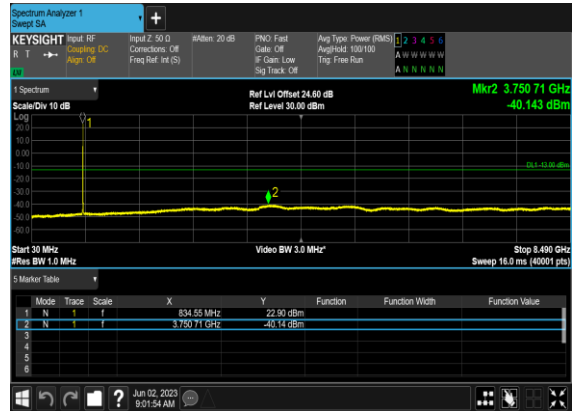 Spectrum Analyzer 1
Swept SA
+
KEYSIGHT Input: RF Input Z: 50 Ω #Atten: 20 dB PNO: Fast Avg Type: Power (RMS) 1 2 3 4 5 6
R T Coupling: DC Corrections: Off Gate: Off Avg|Hold: 100/100 A W W W W W
Align: Off Freq Ref: Int (S) IF Gain: Low Trig: Free Run
LW Sig Track: Off A N N N N N
1 Spectrum Ref Lvl Offset 24.60 dB Mkr2 3.750 71 GHz
Scale/Div 10 dB Ref Level 30.00 dBm -40.143 dBm
Log
20.0
10.0
0.00
-10.0
-20.0
-30.0
-40.0
-50.0
-60.0
1
DL1 -13.00 dBm
2
Start 30 MHz Video BW 3.0 MHz* Stop 8.490 GHz
#Res BW 1.0 MHz Sweep 16.0 ms (40001 pts)
5 Marker Table
Mode Trace Scale X Y Function Function Width Function Value
1 N 1 f 834.55 MHz 22.90 dBm
2 N 1 f 3.750 71 GHz -40.14 dBm
3
4
5
6
? Jun 02, 2023
9:01:54 AM